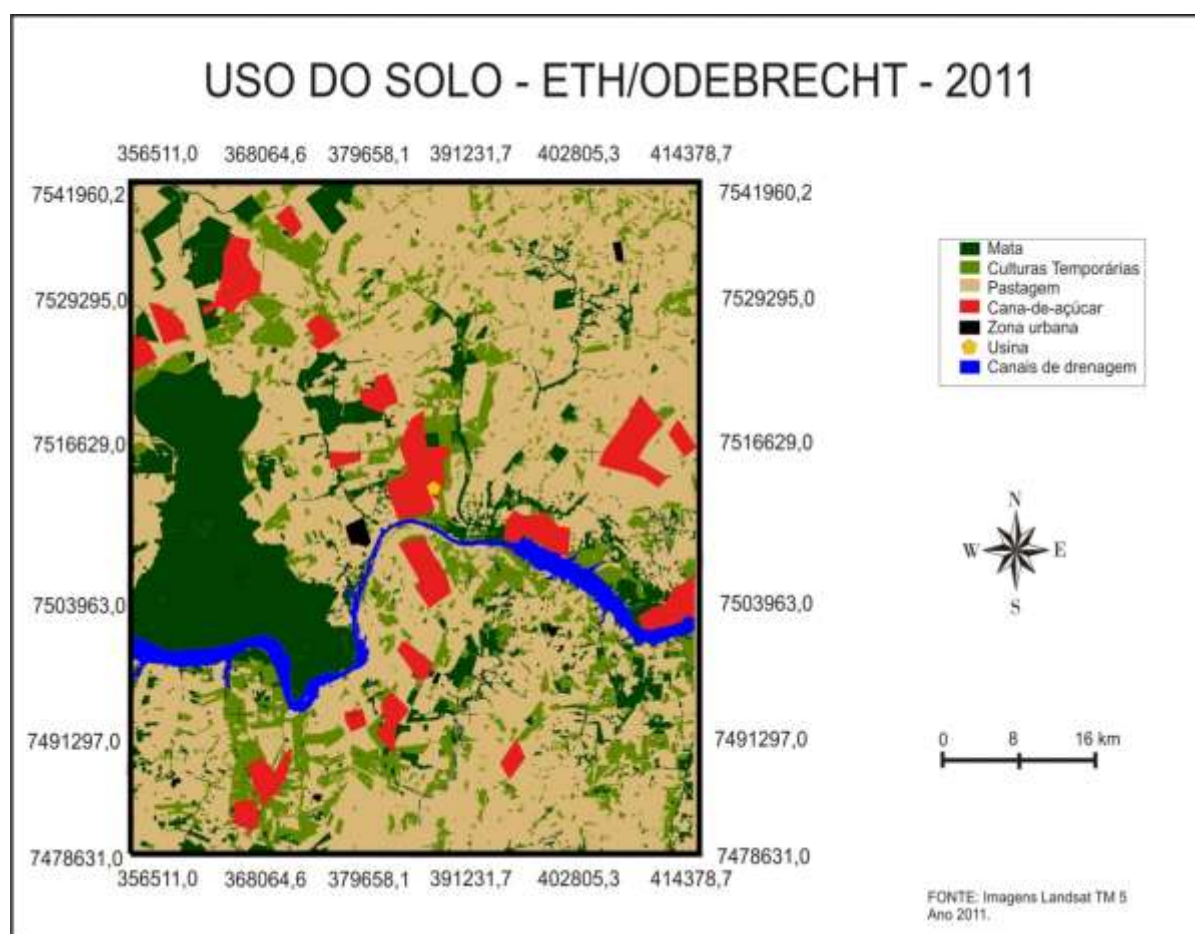 USO DO SOLO - ETH/ODEBRECHT - 2011
356511,0 368064,6 379658,1 391231,7 402805,3 414378,7
7541960,2 7541960,2
7529295,0 7529295,0
7516629,0 7516629,0
7503963,0 7503963,0
7491297,0 7491297,0
7478631,0 7478631,0
356511,0 368064,6 379658,1 391231,7 402805,3 414378,7
Mata
Culturas Temporárias
Pastagem
Cana-de-açúcar
Zona urbana
Usina
Canais de drenagem
N
W E
S
0 8 16 km
FONTE: Imagens Landsat TM 5
Ano 2011.